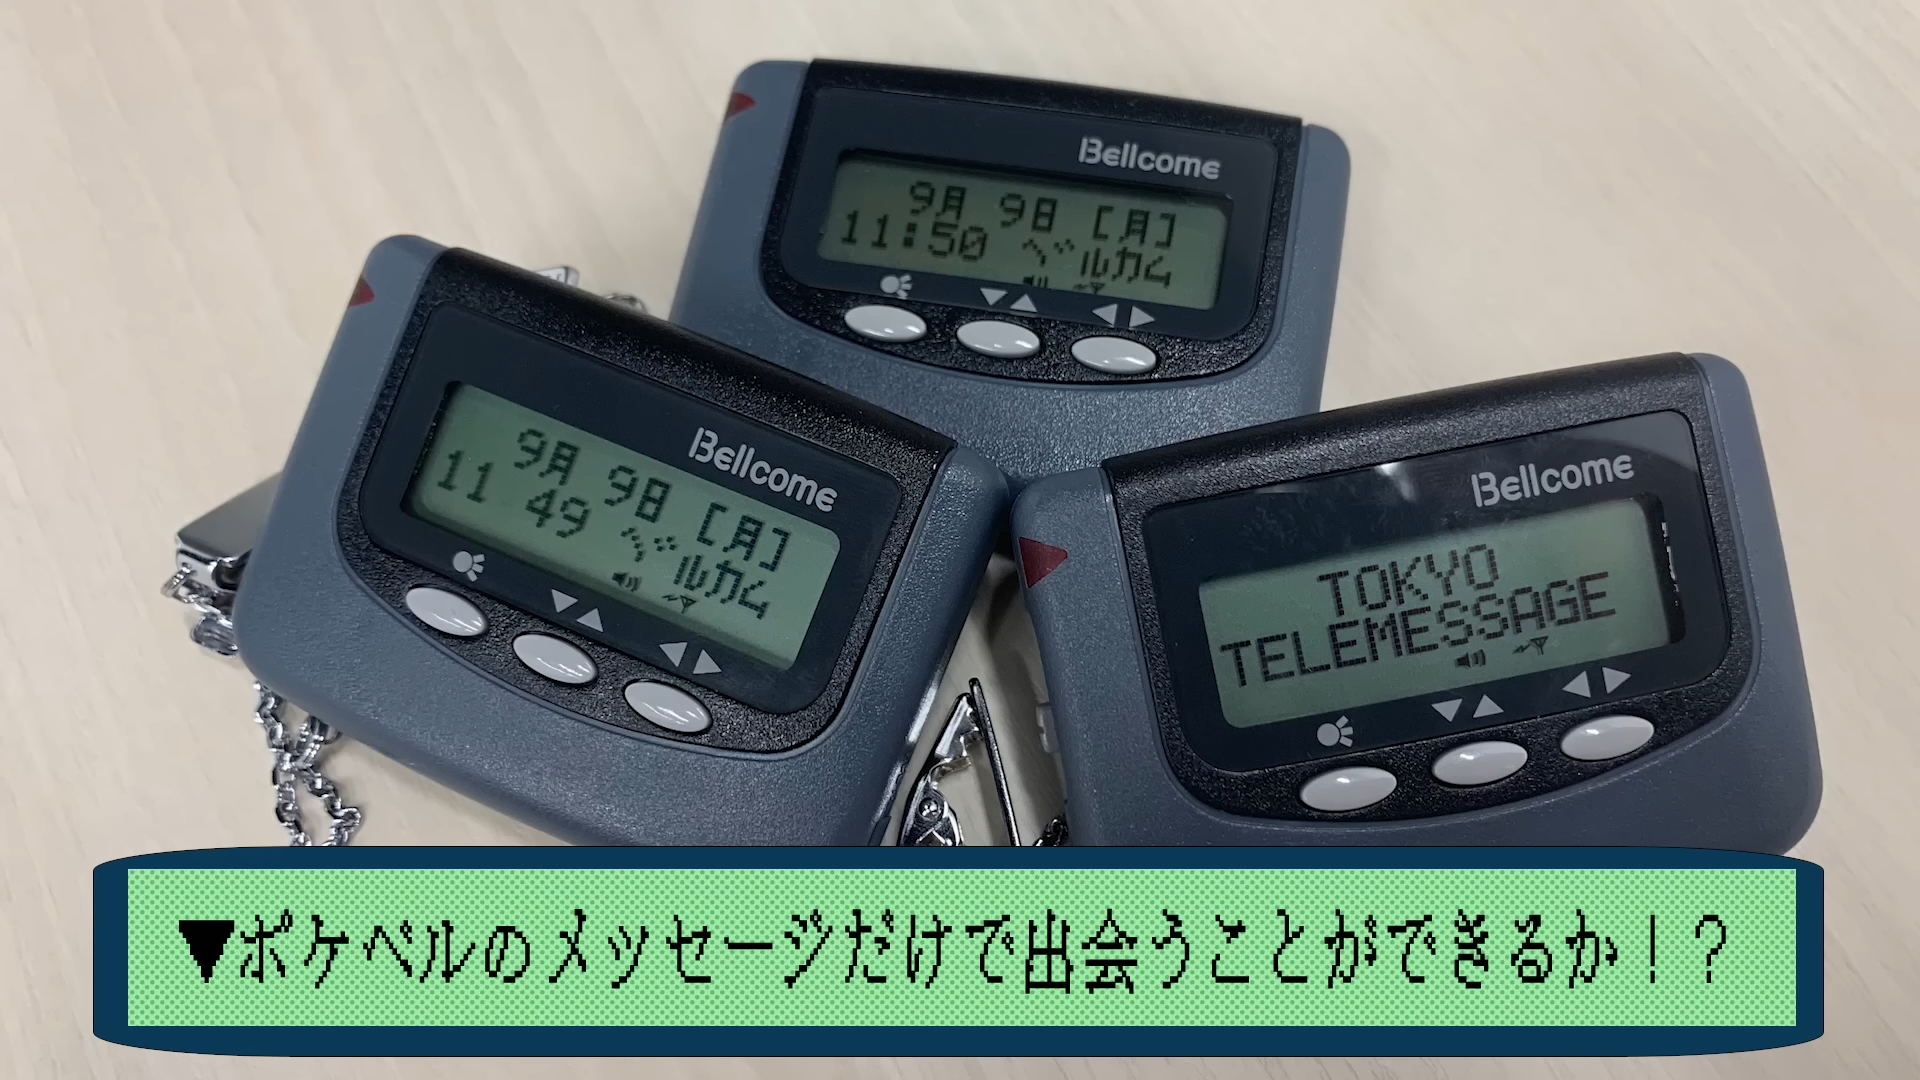 Bellcome
9月 9日 [月]
11:50 ベルカム
Bellcome
9月 9日 [月]
11 49 ベルカム
Bellcome
TOKYO
TELEMESSAGE
▼ポケベルのメッセージだけで出会うことができるか！？